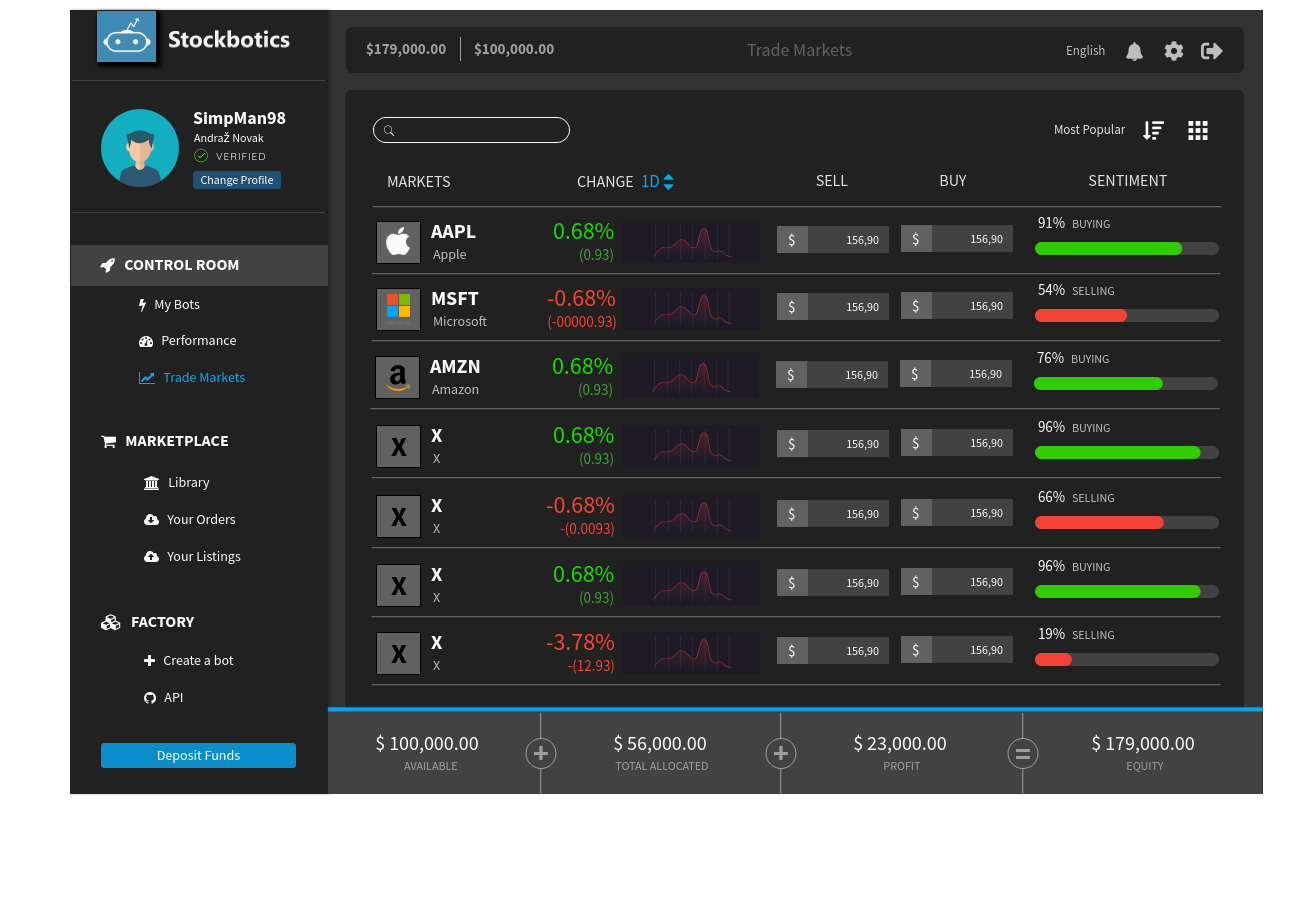 Stockbotics
SimpMan98
Andraž Novak
VERIFIED
Change Profile
CONTROL ROOM
My Bots
Performance
Trade Markets
MARKETPLACE
Library
Your Orders
Your Listings
FACTORY
Create a bot
API
Deposit Funds
$179,000.00 $100,000.00 Trade Markets English
Most Popular
MARKETS CHANGE 1D SELL BUY SENTIMENT
AAPL 0.68% $ 156,90 $ 156,90 91% BUYING
Apple (0.93)
MSFT -0.68% $ 156,90 $ 156,90 54% SELLING
Microsoft (-00000.93)
a AMZN 0.68% $ 156,90 $ 156,90 76% BUYING
Amazon (0.93)
X X 0.68% $ 156,90 $ 156,90 96% BUYING
X (0.93)
X X -0.68% $ 156,90 $ 156,90 66% SELLING
X -(0.0093)
X X 0.68% $ 156,90 $ 156,90 96% BUYING
X (0.93)
X X -3.78% $ 156,90 $ 156,90 19% SELLING
X -(12.93)
$ 100,000.00 + $ 56,000.00 + $ 23,000.00 = $ 179,000.00
AVAILABLE TOTAL ALLOCATED PROFIT EQUITY